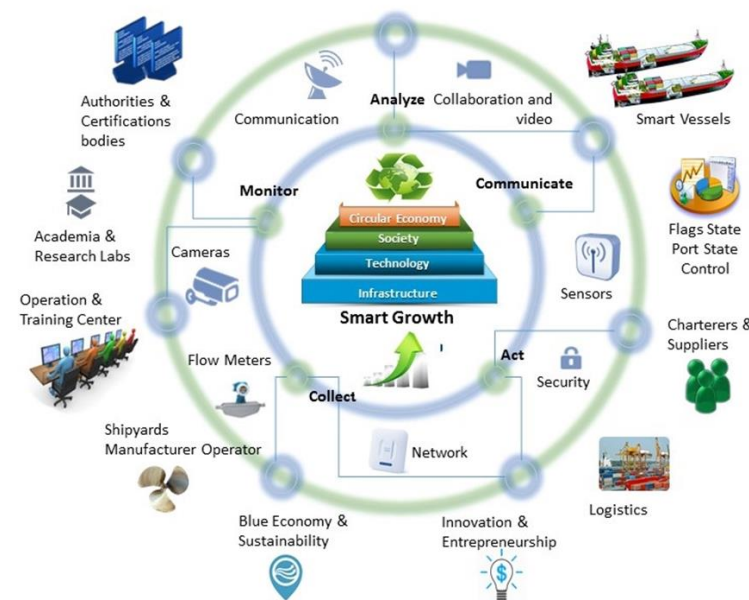 Authorities &
Certifications
bodies
Communication
Analyze
Collaboration and
video
Smart Vessels
Monitor
Communicate
Academia &
Research Labs
Cameras
Circular Economy
Society
Technology
Infrastructure
Smart Growth
Sensors
Flags State
Port State
Control
Operation &
Training Center
Flow Meters
Collect
Act
Security
Charterers &
Suppliers
Shipyards
Manufacturer Operator
Network
Logistics
Blue Economy &
Sustainability
Innovation &
Entrepreneurship
$